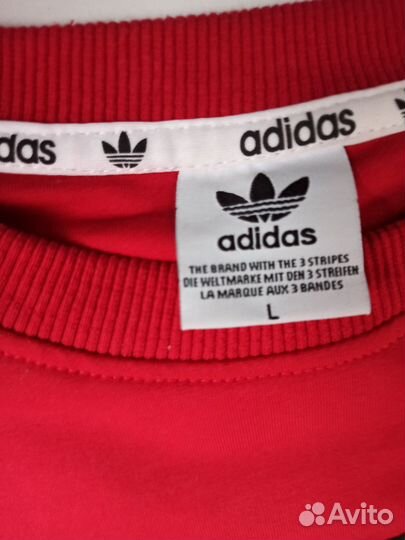 das adidas
adidas
THE BRAND WITH THE 3 STRIPES
DIE WELTMARKE MIT DEN 3 STREIFEN
LA MARQUE AUX 3 BANDES
L
Avito